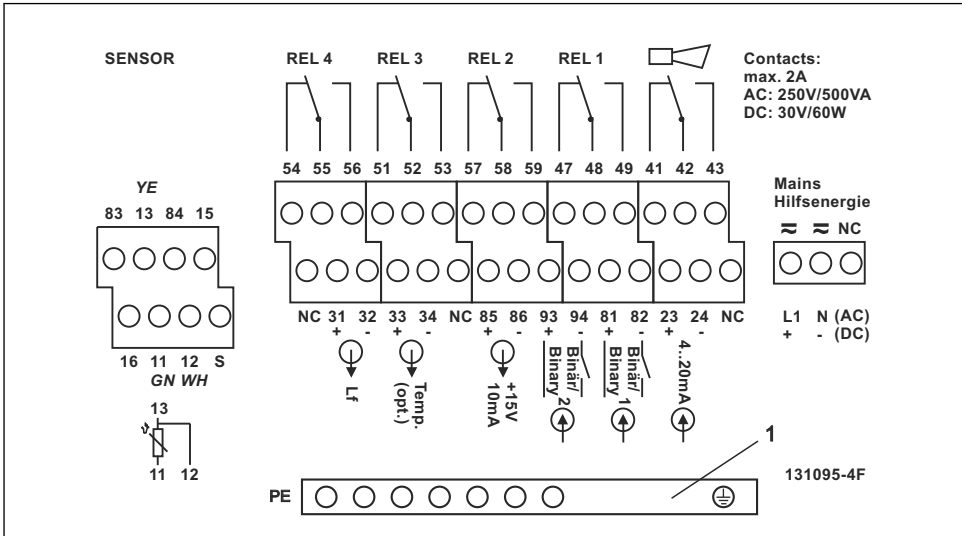 SENSOR
REL 4 REL 3 REL 2 REL 1
Contacts:
max. 2A
AC: 250V/500VA
DC: 30V/60W
54 55 56 51 52 53 57 58 59 47 48 49 41 42 43
YE
83 13 84 15
Mains
Hilfsenergie
≂ ≂ NC
NC 31 32 33 34 NC 85 86 93 94 81 82 23 24 NC
+ - + - + - + - + - + -
L1 N (AC)
+ - (DC)
16 11 12 S
GN WH
Lf
Temp.
(opt.)
+15V
10mA
Binär/
Binary 2
Binär/
Binary 1
4..20mA
13
11 12
1
131095-4F
PE